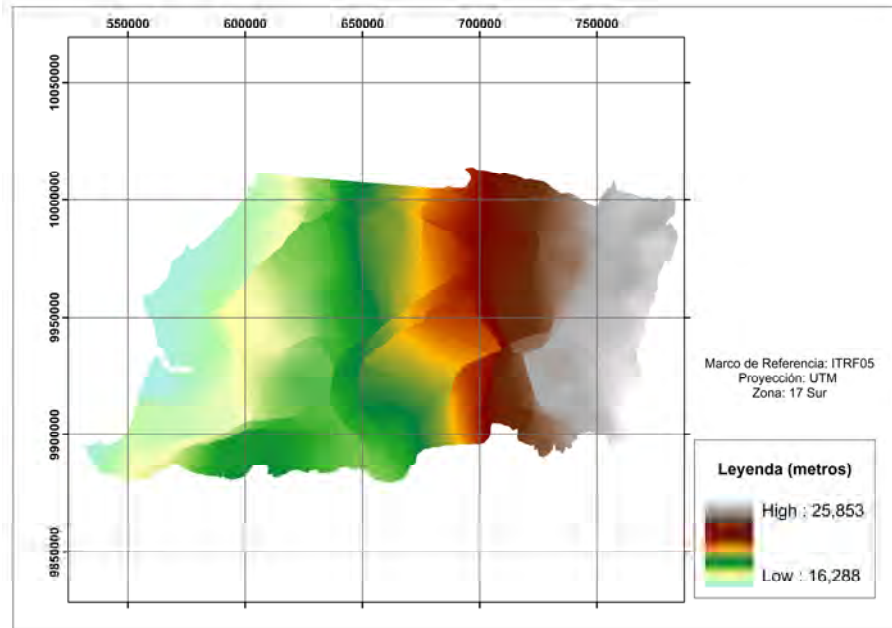 550000 600000 650000 700000 750000
10050000
10000000
9950000
9900000
9850000
Marco de Referencia: ITRF05
Proyección: UTM
Zona: 17 Sur
Leyenda (metros)
High : 25,853
Low : 16,288